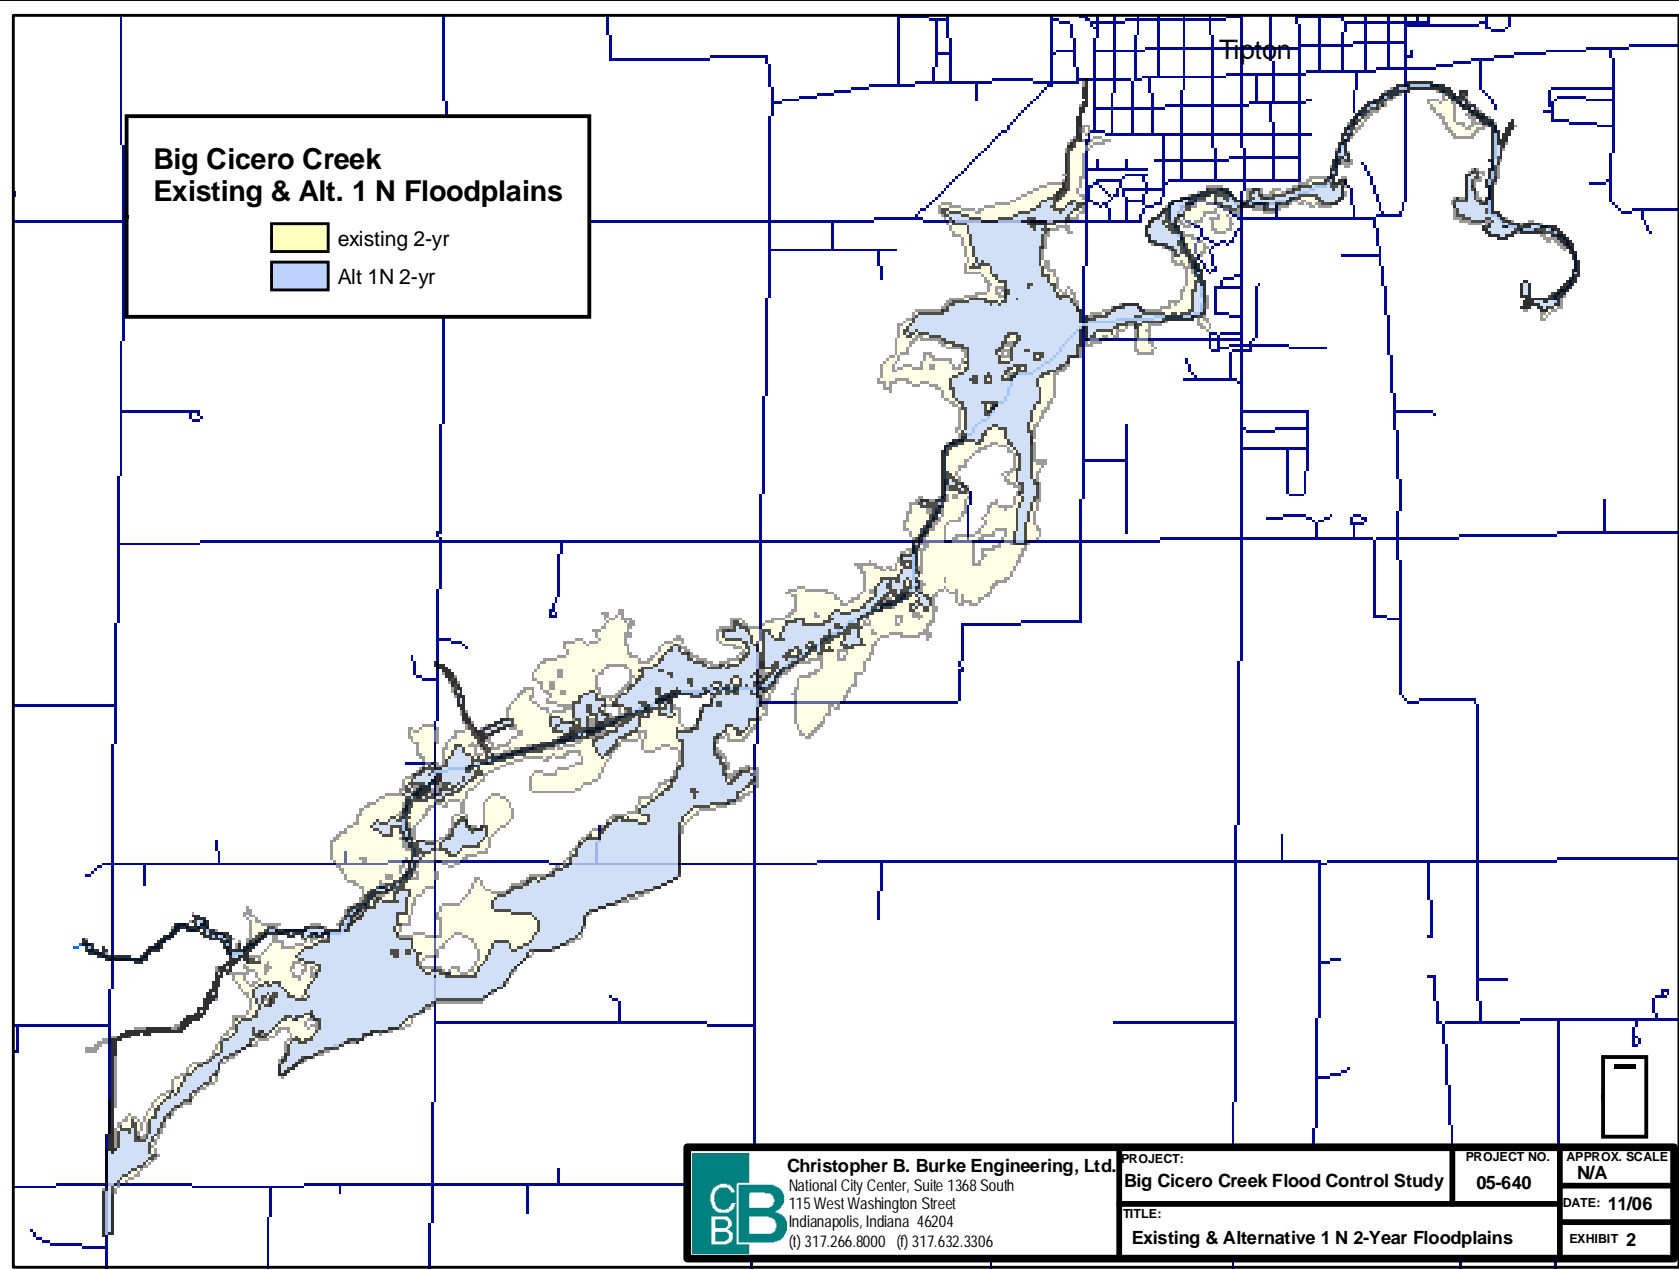 Tipton
Big Cicero Creek
Existing & Alt. 1 N Floodplains
existing 2-yr
Alt 1N 2-yr
CBB
Christopher B. Burke Engineering, Ltd.
National City Center, Suite 1368 South
115 West Washington Street
Indianapolis, Indiana 46204
(t) 317.266.8000 (f) 317.632.3306
PROJECT:
Big Cicero Creek Flood Control Study
PROJECT NO.
05-640
APPROX. SCALE
N/A
DATE: 11/06
TITLE:
Existing & Alternative 1 N 2-Year Floodplains
EXHIBIT 2